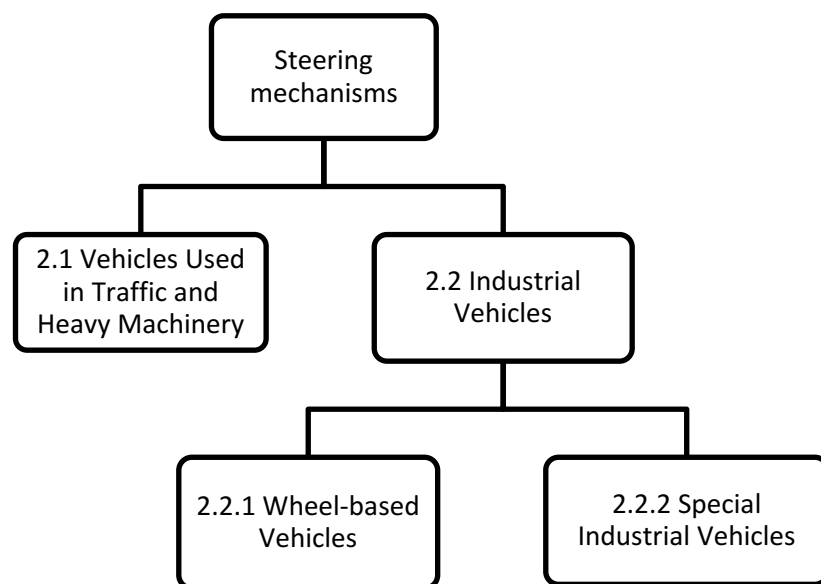 Steering
mechanisms
2.1 Vehicles Used
in Traffic and
Heavy Machinery
2.2 Industrial
Vehicles
2.2.1 Wheel-based
Vehicles
2.2.2 Special
Industrial Vehicles